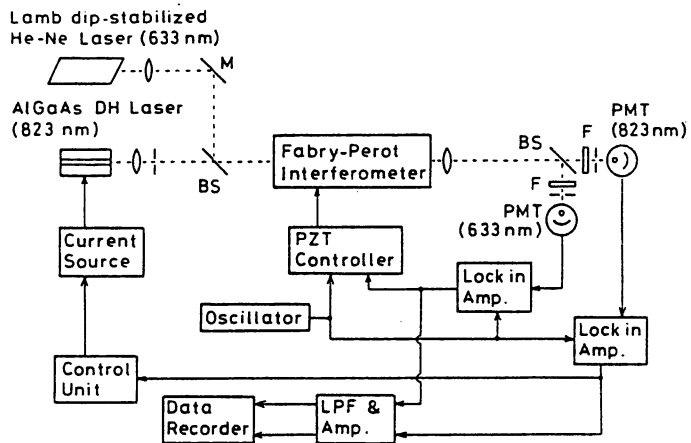 Lamb dip-stabilized
He-Ne Laser (633 nm)
M
AlGaAs DH Laser
(823 nm)
BS
Fabry-Perot
Interferometer
BS
F
PMT
(823nm)
F
PMT
(633 nm)
Current
Source
PZT
Controller
Lock in
Amp.
Oscillator
Lock in
Amp.
Control
Unit
Data
Recorder
LPF &
Amp.